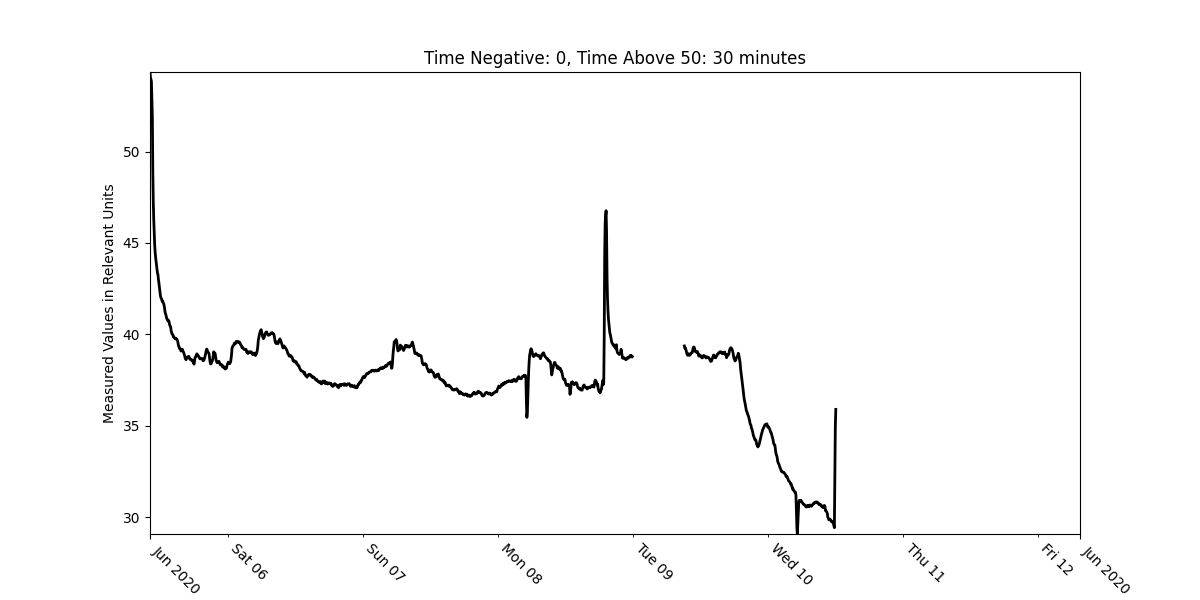 Time Negative: 0, Time Above 50: 30 minutes
Measured Values in Relevant Units
50
45
40
35
30
Jun 2020
Sat 06
Sun 07
Mon 08
Tue 09
Wed 10
Thu 11
Fri 12
Jun 2020